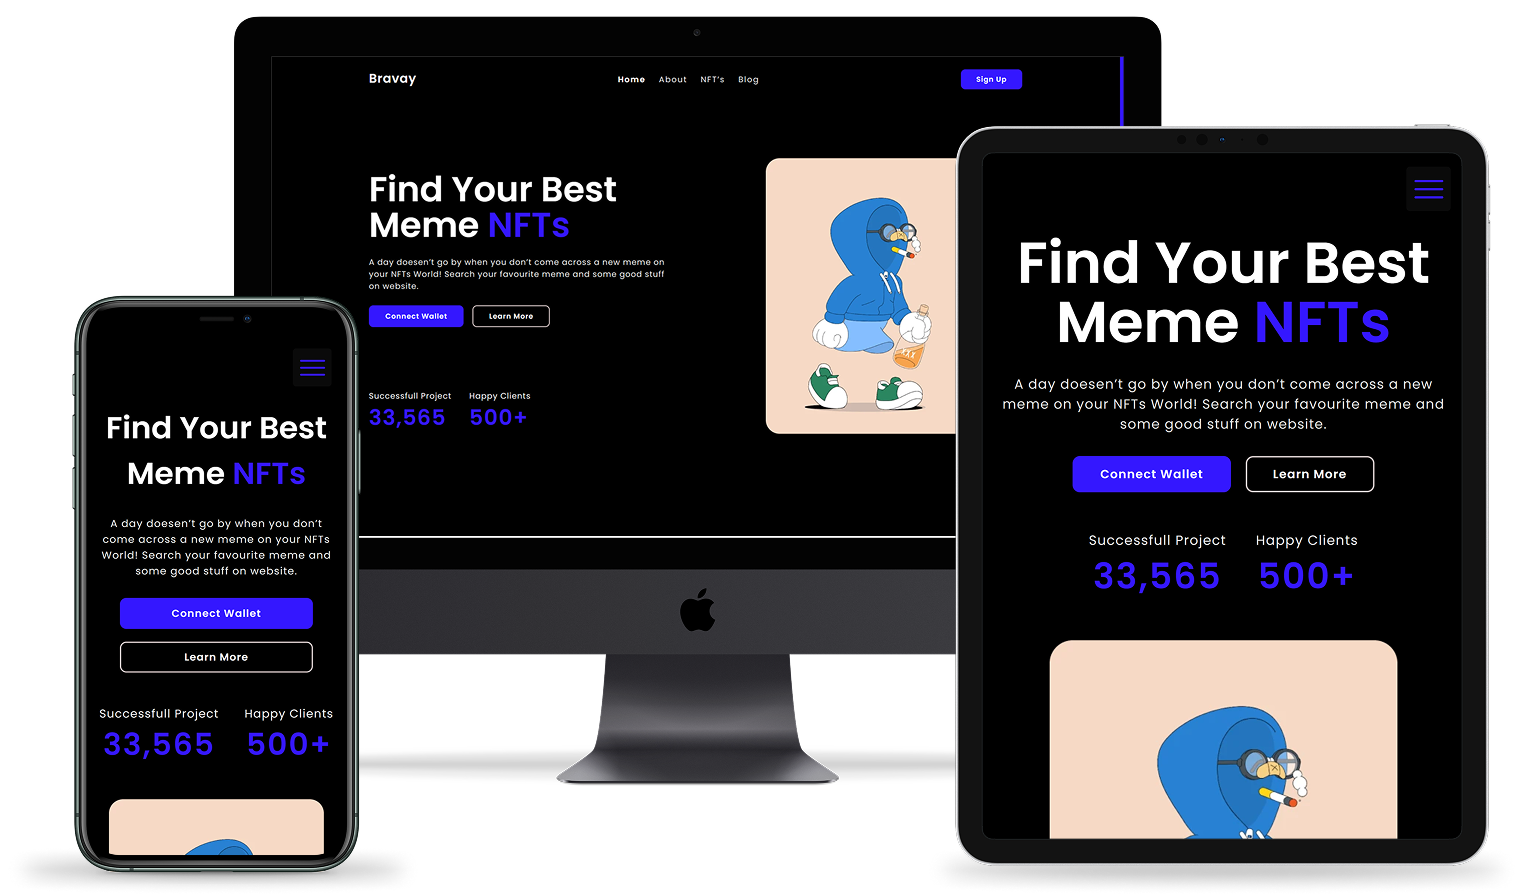 Bravay
Home About NFT's Blog
Sign Up
Find Your Best
Meme NFTs
A day doesen't go by when you don't come across a new meme on
your NFTs World! Search your favourite meme and some good stuff
on website.
Connect Wallet Learn More
Successfull Project Happy Clients
33,565 500+
Find Your Best
Meme NFTs
A day doesen't go by when you don't
come across a new meme on your NFTs
World! Search your favourite meme and
some good stuff on website.
Connect Wallet
Learn More
Successfull Project Happy Clients
33,565 500+
Find Your Best
Meme NFTs
A day doesen't go by when you don't come across a new
meme on your NFTs World! Search your favourite meme and
some good stuff on website.
Connect Wallet Learn More
Successfull Project Happy Clients
33,565 500+